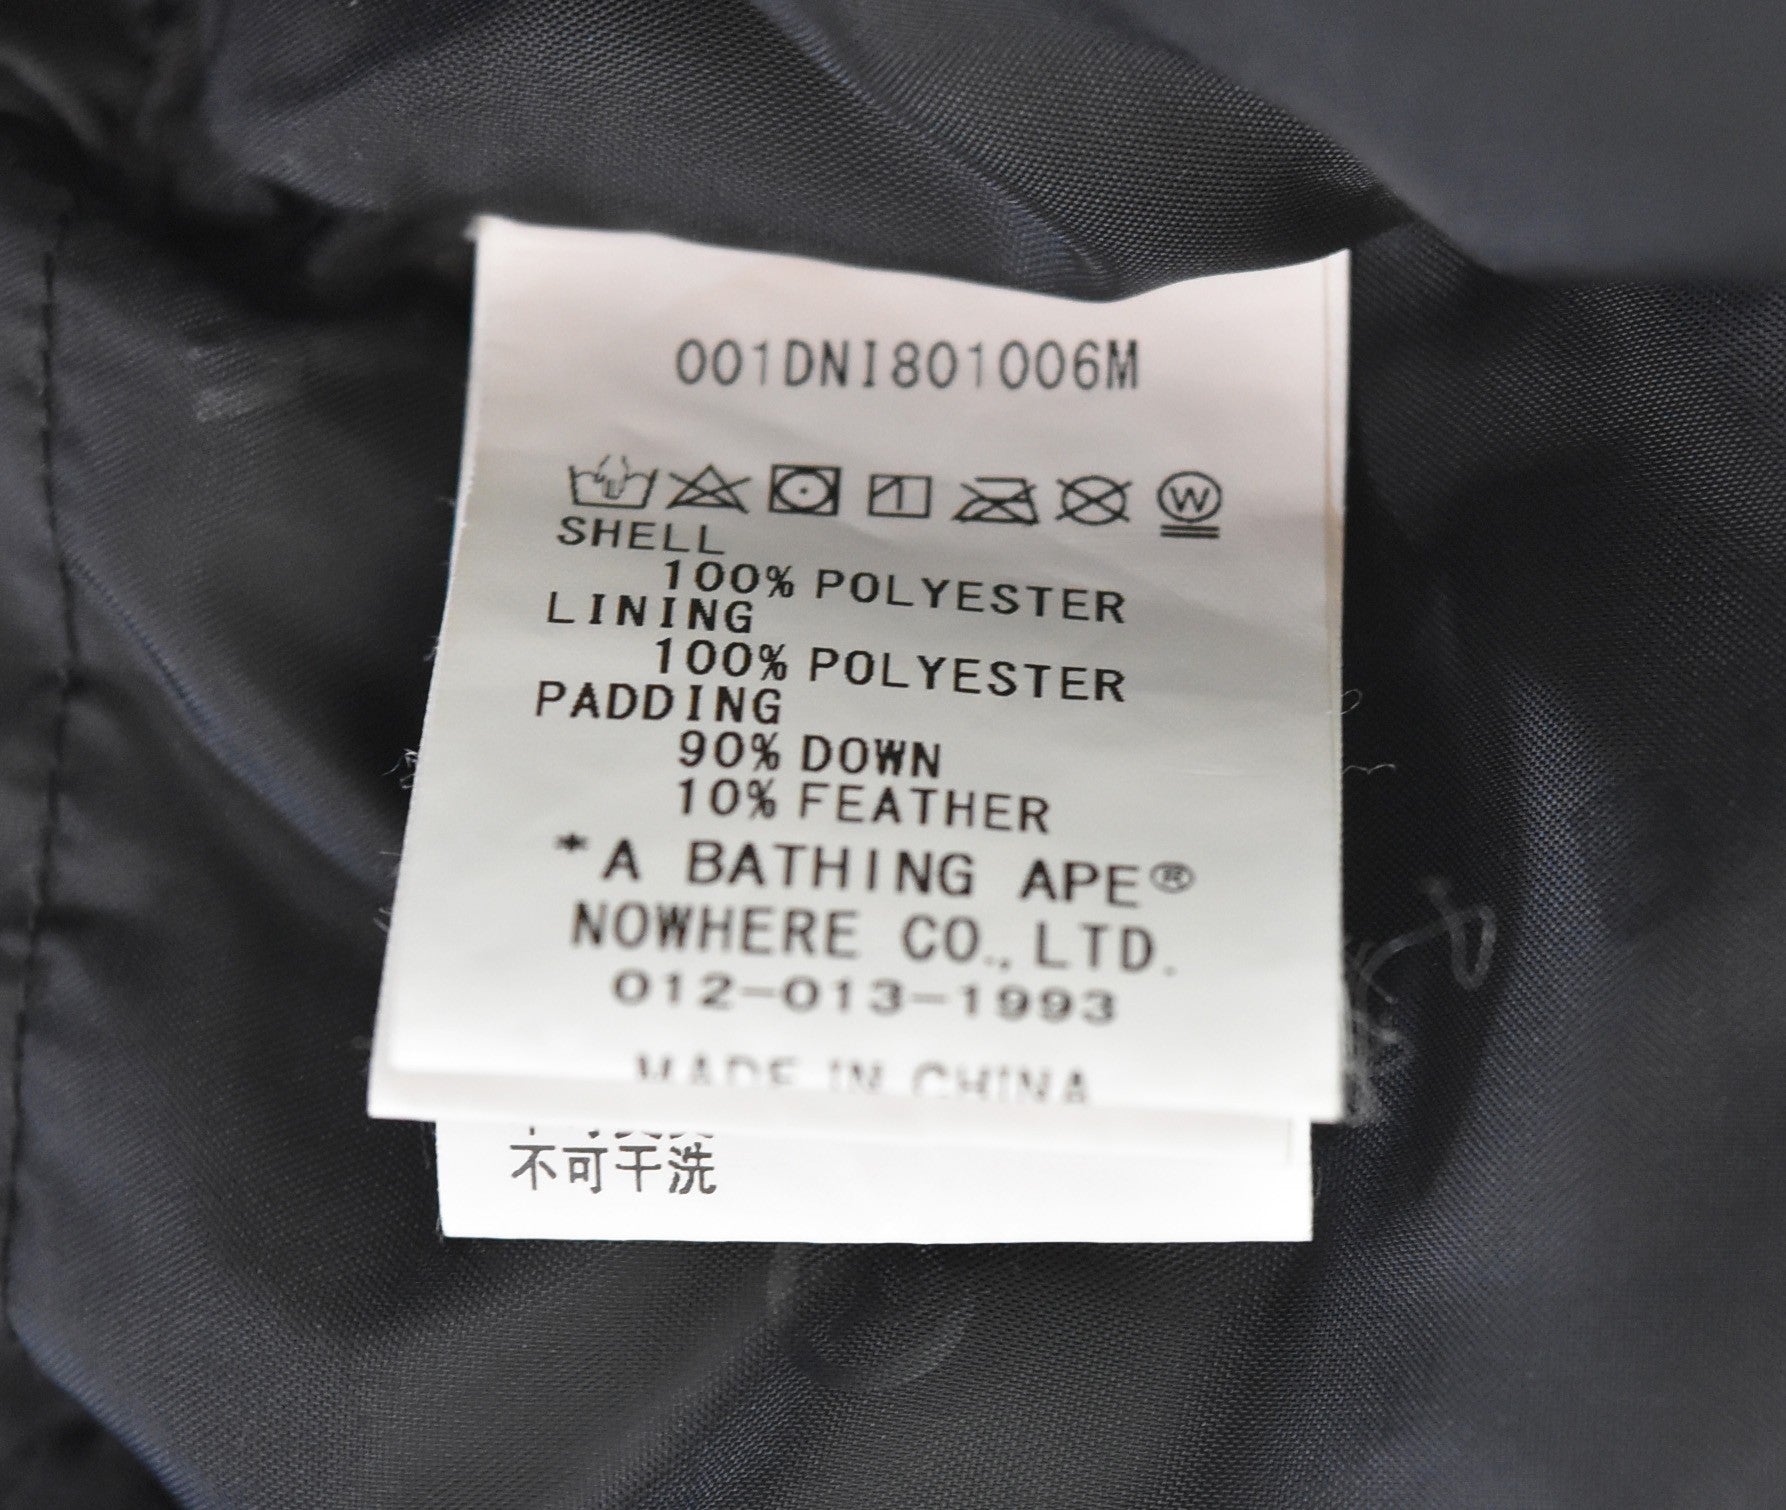 001DNI801006M
W
SHELL
100% POLYESTER
LINING
100% POLYESTER
PADDING
90% DOWN
10% FEATHER
*A BATHING APE®
NOWHERE CO., LTD.
012-013-1993
MADE IN CHINA
不可干洗